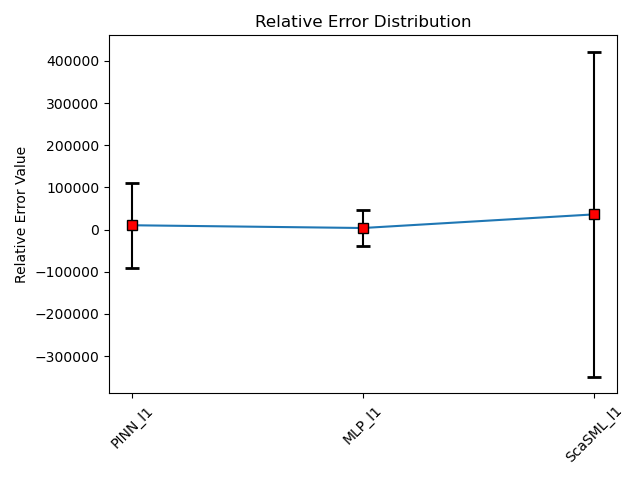 Relative Error Distribution
Relative Error Value
400000
300000
200000
100000
0
−100000
−200000
−300000
PINN_l1
MLP_l1
ScaSML_l1